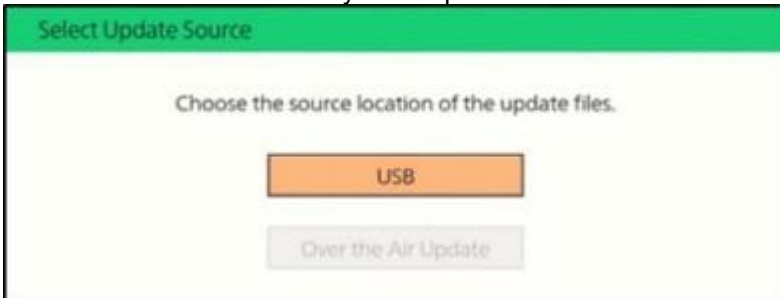 Select Update Source
Choose the source location of the update files.
USB
Over the Air Update